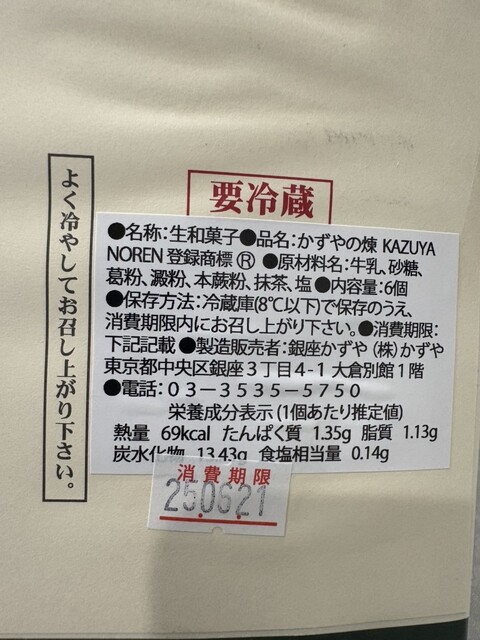 要冷蔵
よく冷やしてお召し上がり下さい。
●名称:生和菓子●品名:かずやの煉 KAZUYA
NOREN 登録商標 ® ●原材料名:牛乳、砂糖、
葛粉、澱粉、本蕨粉、抹茶、塩 ●内容量:6個
●保存方法:冷蔵庫(8℃以下)で保存のうえ、
消費期限内にお召し上がり下さい。●消費期限:
下記記載 ●製造販売者:銀座かずや (株)かずや
東京都中央区銀座3丁目4-1 大倉別館1階
●電話:03-3535-5750
栄養成分表示 (1個あたり推定値)
熱量 69kcal たんぱく質 1.35g 脂質 1.13g
炭水化物 13.43g 食塩相当量 0.14g
消費期限
25.06.21